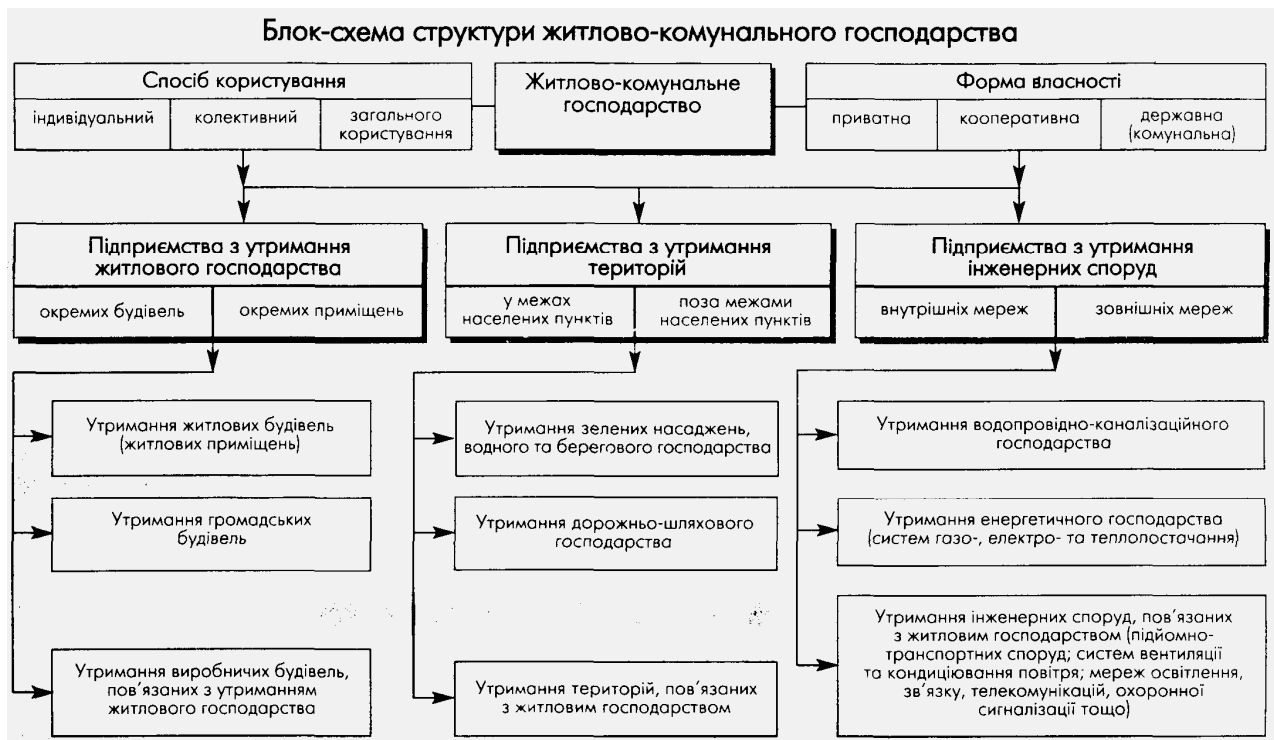 Блок-схема структури житлово-комунального господарства
Спосіб користування
індивідуальний
колективний
загального
користування
Житлово-комунальне
господарство
Форма власності
приватна
кооперативна
державна
(комунальна)
Підприємства з утримання
житлового господарства
окремих будівель
окремих приміщень
Підприємства з утримання
територій
у межах
населених пунктів
поза межами
населених пунктів
Підприємства з утримання
інженерних споруд
внутрішніх мереж
зовнішніх мереж
Утримання житлових будівель
(житлових приміщень)
Утримання громадських
будівель
Утримання виробничих будівель,
пов'язаних з утриманням
житлового господарства
Утримання зелених насаджень,
водного та берегового господарства
Утримання дорожньо-шляхового
господарства
Утримання територій, пов'язаних
з житловим господарством
Утримання водопровідно-каналізаційного
господарства
Утримання енергетичного господарства
(систем газо-, електро- та теплопостачання)
Утримання інженерних споруд, пов'язаних
з житловим господарством (підйомно-
транспортних споруд; систем вентиляції
та кондиціювання повітря; мереж освітлення,
зв'язку, телекомунікацій, охоронної
сигналізації тощо)